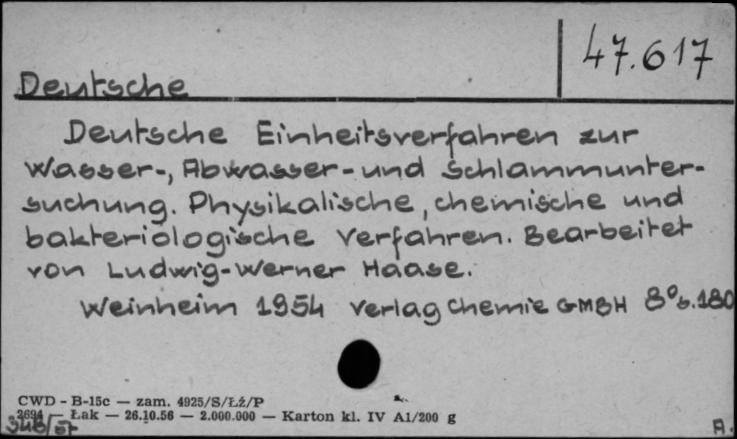 47.617
Deutsche
Deutsche Einheitsverfahren zur
Wasser-, Abwasser- und Schlammunter-
suchung. Physikalische, chemische und
bakteriologische Verfahren. Bearbeitet
von Ludwig-Werner Haase.
Weinheim 1954 Verlag Chemie GMBH 8° s. 180
CWD - B-15c — zam. 4925/S/Łź/P
2694 — Łak — 26.10.56 — 2.000.000 — Karton kl. IV A1/200 g
A.